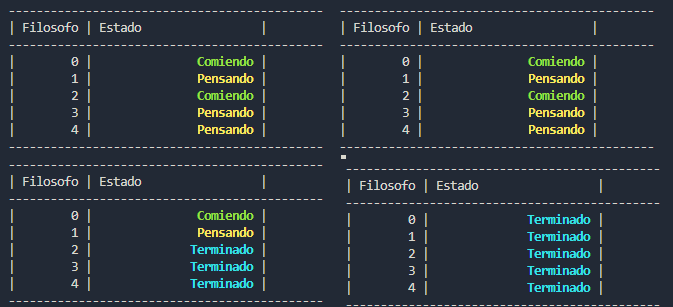 | Filosofo | Estado |
| 0 | Comiendo |
| 1 | Pensando |
| 2 | Comiendo |
| 3 | Pensando |
| 4 | Pensando |
| Filosofo | Estado |
| 0 | Comiendo |
| 1 | Pensando |
| 2 | Comiendo |
| 3 | Pensando |
| 4 | Pensando |
| Filosofo | Estado |
| 0 | Comiendo |
| 1 | Pensando |
| 2 | Terminado |
| 3 | Terminado |
| 4 | Terminado |
| Filosofo | Estado |
| 0 | Terminado |
| 1 | Terminado |
| 2 | Terminado |
| 3 | Terminado |
| 4 | Terminado |